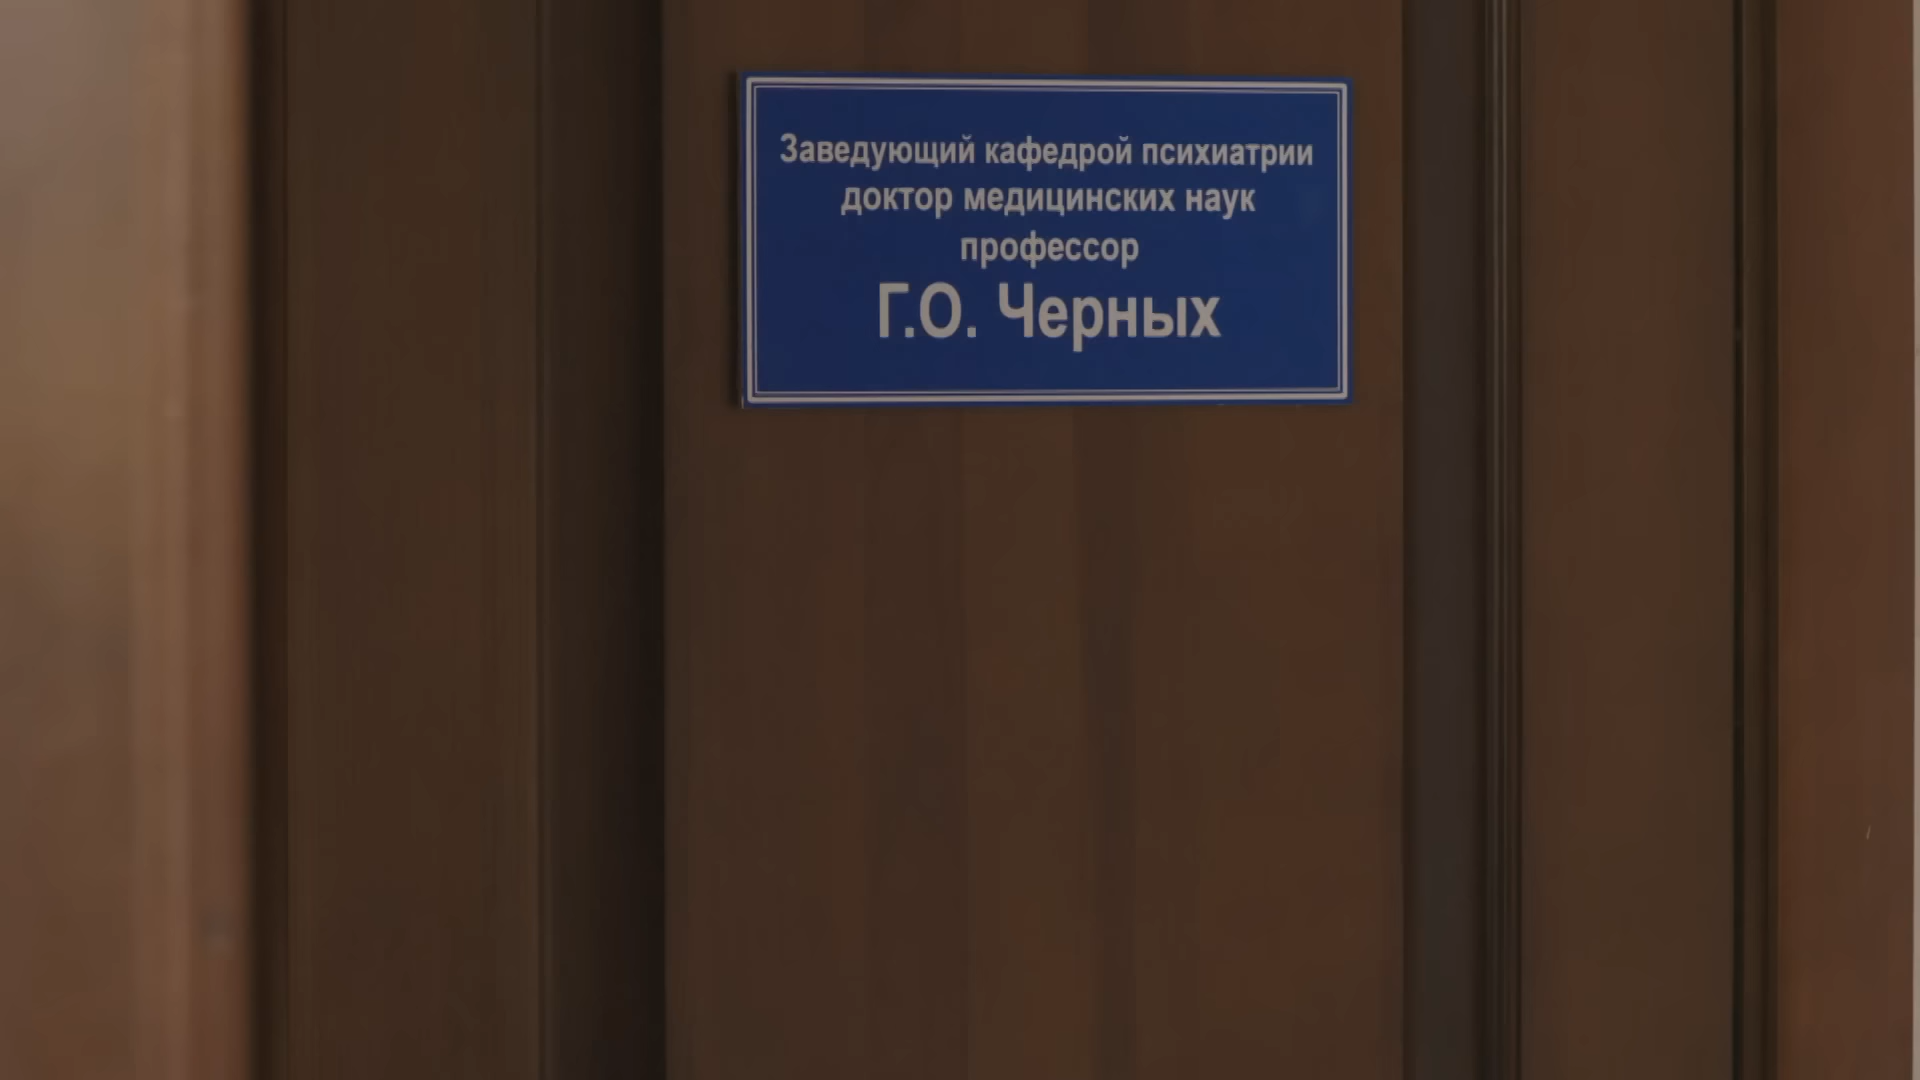 Заведующий кафедрой психиатрии
доктор медицинских наук
профессор
Г.О. Черных